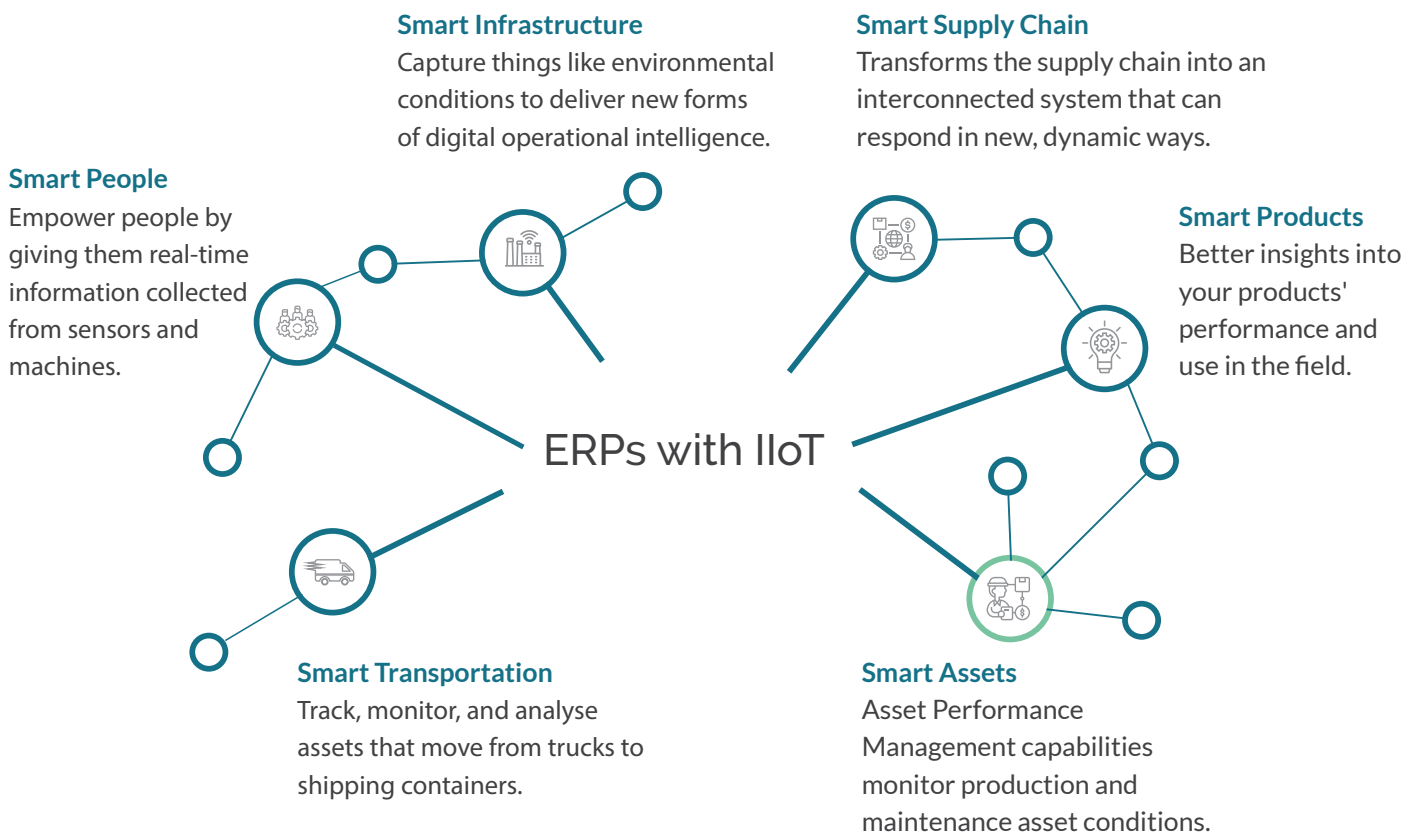 Smart Infrastructure
Capture things like environmental
conditions to deliver new forms
of digital operational intelligence.
Smart Supply Chain
Transforms the supply chain into an
interconnected system that can
respond in new, dynamic ways.
Smart People
Empower people by
giving them real-time
information collected
from sensors and
machines.
Smart Products
Better insights into
your products'
performance and
use in the field.
ERPs with IIoT
Smart Transportation
Track, monitor, and analyse
assets that move from trucks to
shipping containers.
Smart Assets
Asset Performance
Management capabilities
monitor production and
maintenance asset conditions.